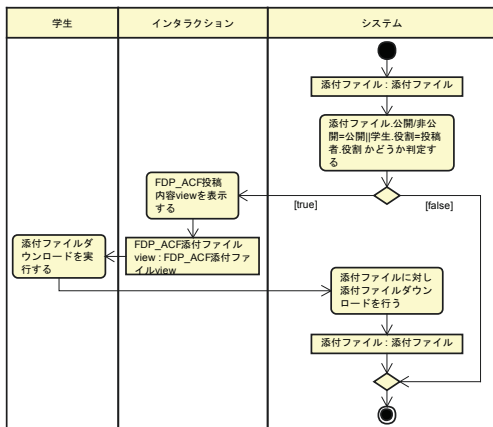 学生
インタラクション
システム
添付ファイル : 添付ファイル
添付ファイル.公開/非公
開=公開||学生.役割=投稿
者.役割 かどうか判定す
る
[true]
[false]
FDP_ACF投稿
内容viewを表示
する
FDP_ACF添付ファイル
view : FDP_ACF添付ファ
イルview
添付ファイルダ
ウンロードを実
行する
添付ファイルに対し
添付ファイルダウン
ロードを行う
添付ファイル : 添付ファイル